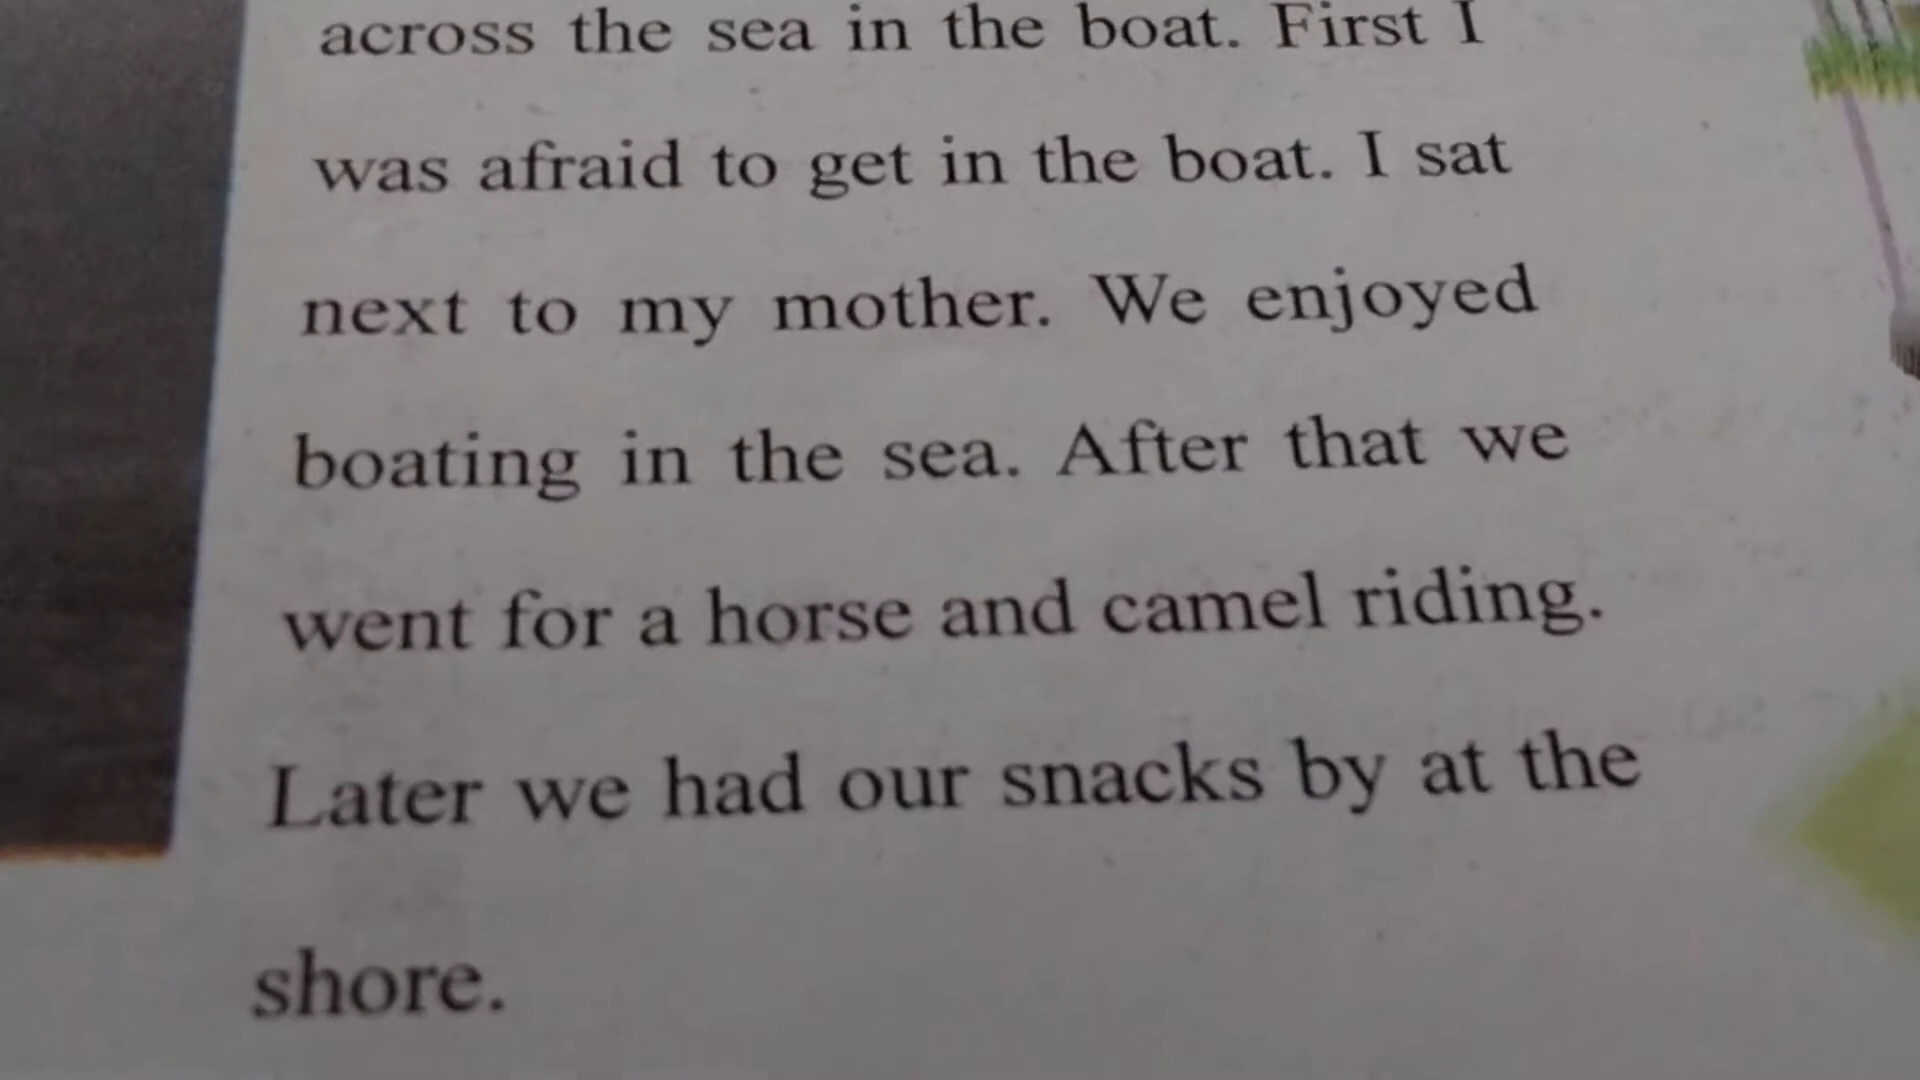 across the sea in the boat. First I
was afraid to get in the boat. I sat
next to my mother. We enjoyed
boating in the sea. After that we
went for a horse and camel riding.
Later we had our snacks by at the
shore.